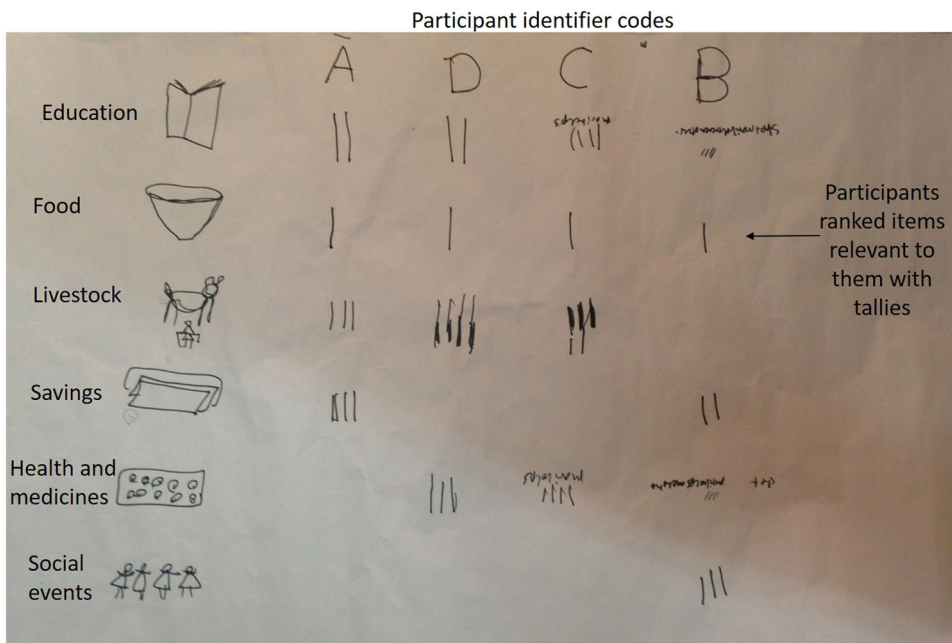 Participant identifier codes
A D C B
Education
Food
Participants
ranked items
relevant to
them with
tallies
Livestock
Savings
Health and
medicines
Social
events